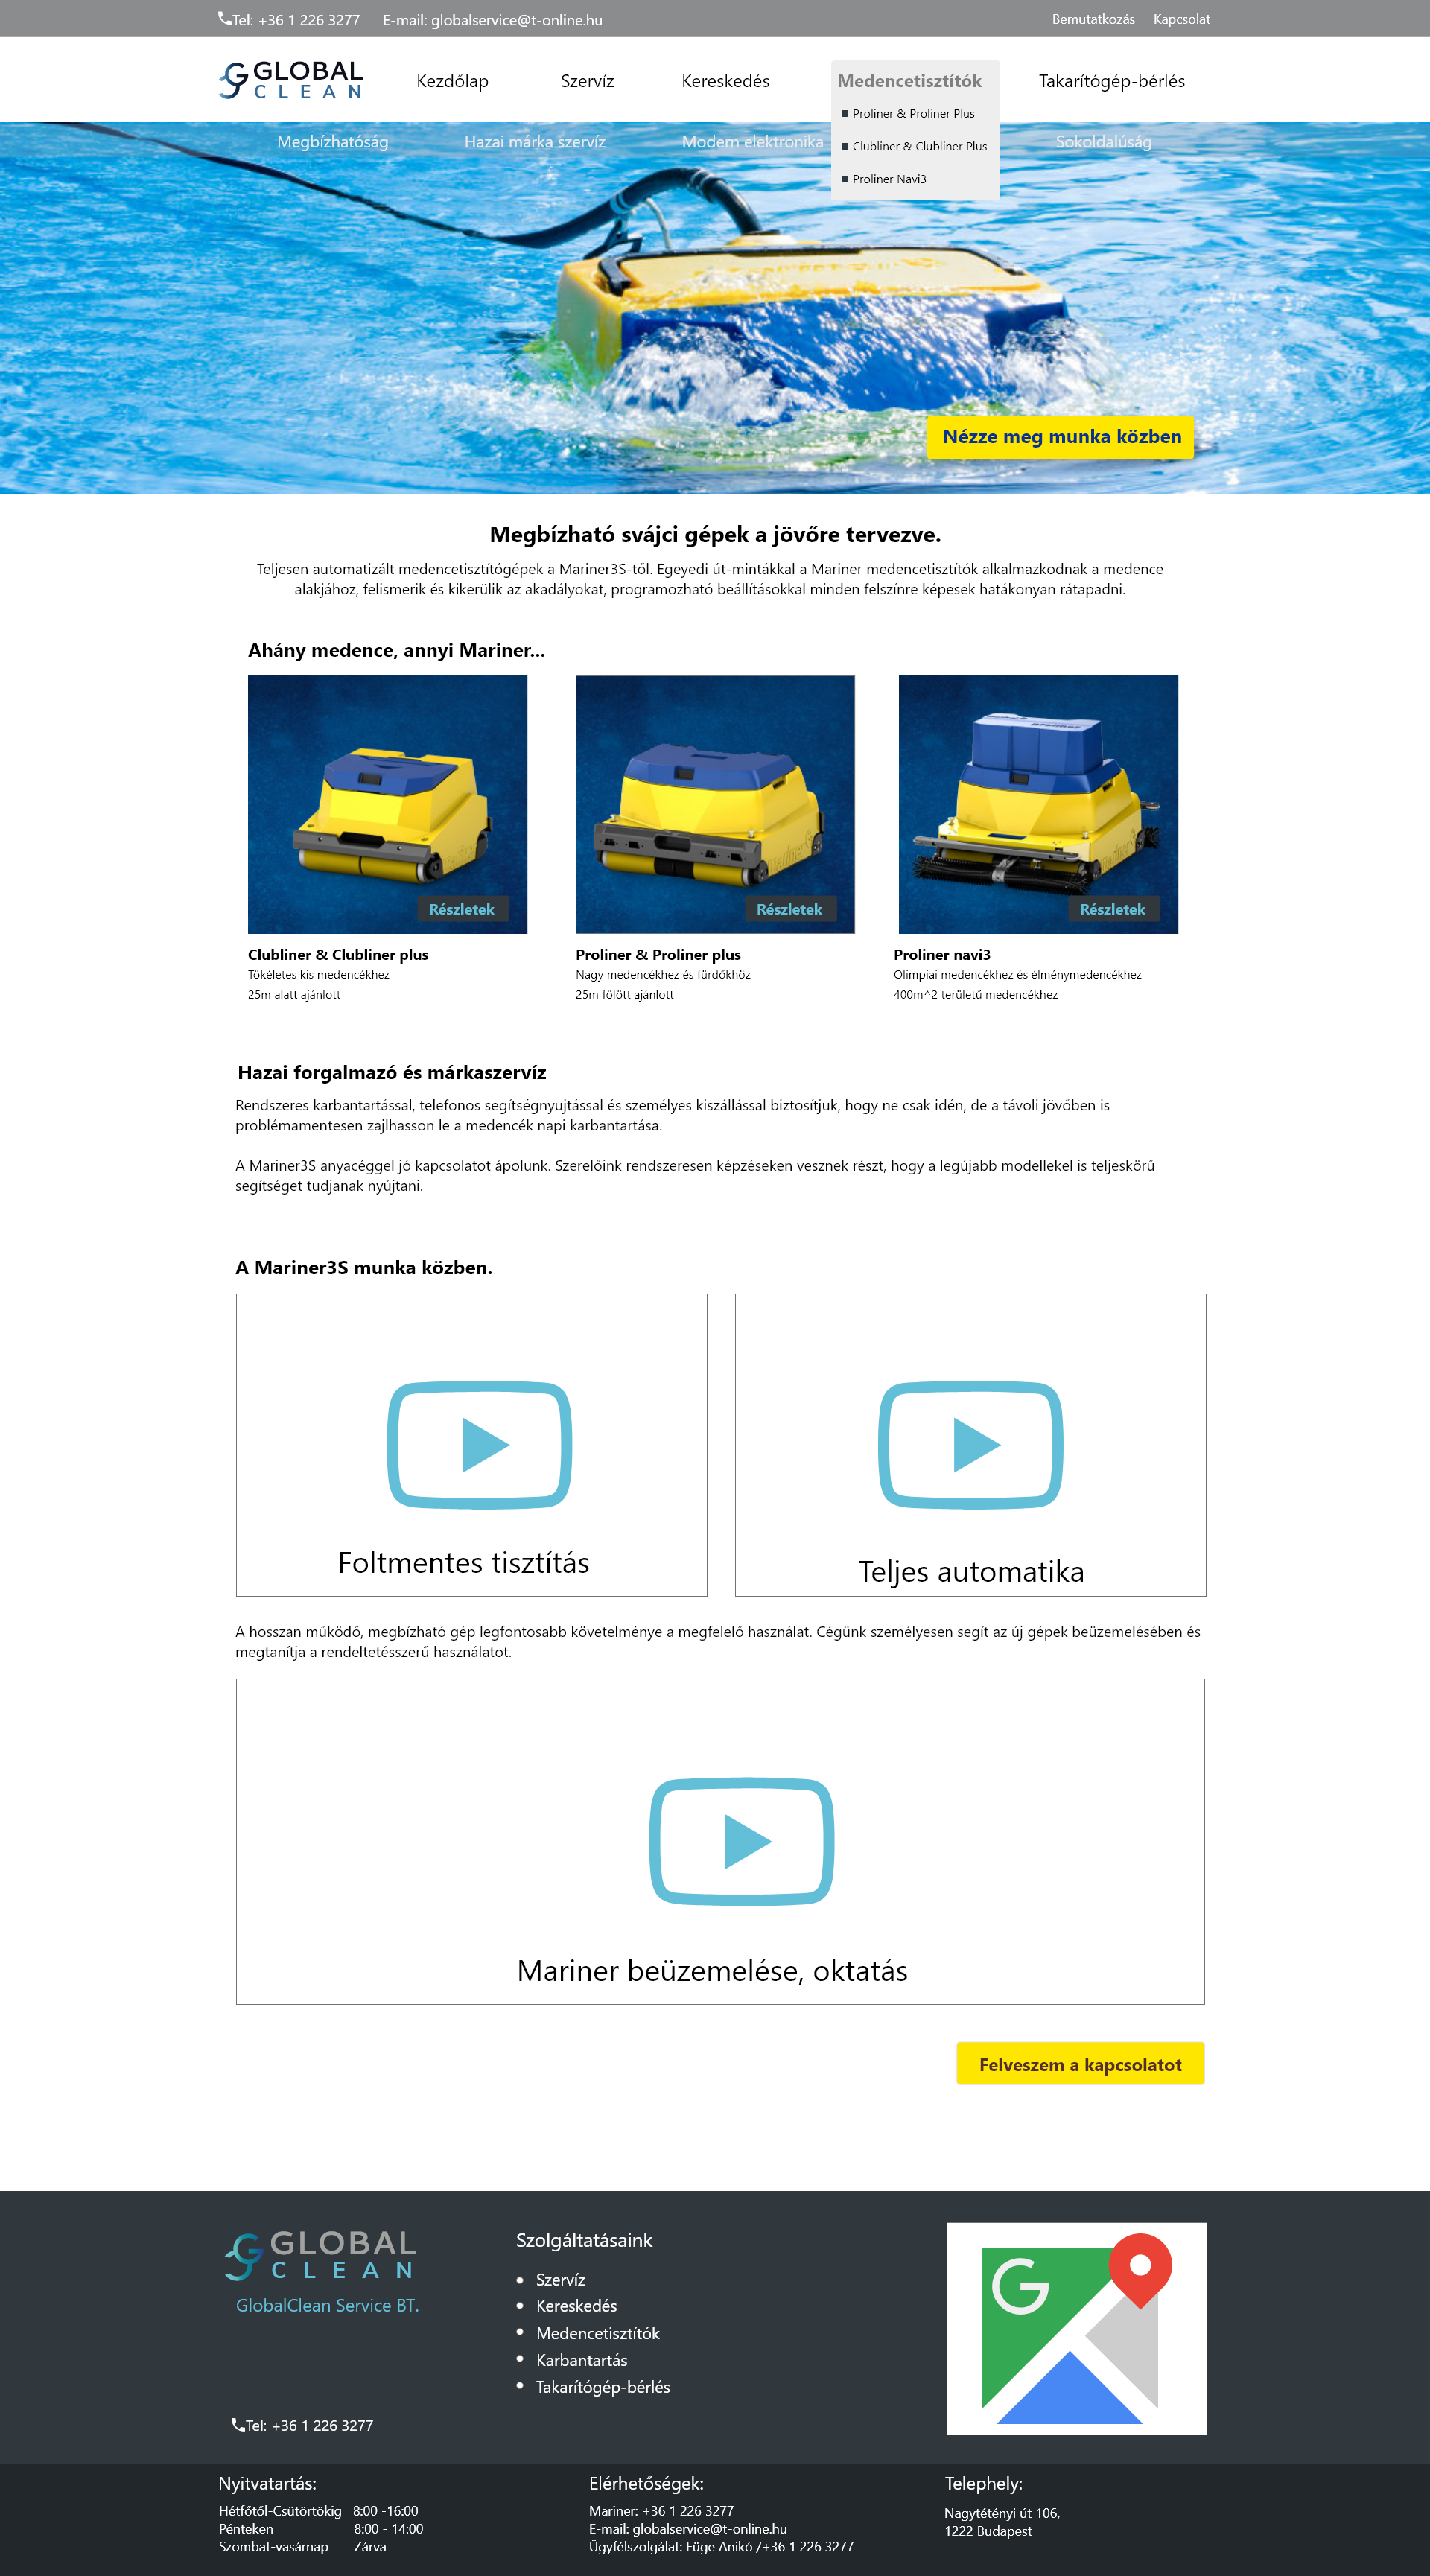 Tel: +36 1 226 3277 E-mail: globalservice@t-online.hu Bemutatkozás Kapcsolat
GLOBAL
CLEAN
Kezdőlap Szervíz Kereskedés Medencetisztítók Takarítógép-bérlés
Proliner & Proliner Plus
Clubliner & Clubliner Plus
Proliner Navi3
Megbízhatóság Hazai márka szervíz Modern elektronika Sokoldalúság
Nézze meg munka közben
Megbízható svájci gépek a jövőre tervezve.
Teljesen automatizált medencetisztítógépek a Mariner3S-től. Egeyedi út-mintákkal a Mariner medencetisztítók alkalmazkodnak a medence
alakjához, felismerik és kikerülik az akadályokat, programozható beállításokkal minden felszínre képesek hatákonyan rátapadni.
Ahány medence, annyi Mariner...
Részletek Részletek Részletek
Clubliner & Clubliner plus
Tökéletes kis medencékhez
25m alatt ajánlott
Proliner & Proliner plus
Nagy medencékhez és fürdőkhöz
25m fölött ajánlott
Proliner navi3
Olimpiai medencékhez és élménymedencékhez
400m^2 területű medencékhez
Hazai forgalmazó és márkaszervíz
Rendszeres karbantartással, telefonos segítségnyujtással és személyes kiszállással biztosítjuk, hogy ne csak idén, de a távoli jövőben is
problémamentesen zajlhasson le a medencék napi karbantartása.
A Mariner3S anyacéggel jó kapcsolatot ápolunk. Szerelőink rendszeresen képzéseken vesznek részt, hogy a legújabb modellekel is teljeskörű
segítséget tudjanak nyújtani.
A Mariner3S munka közben.
Foltmentes tisztítás
Teljes automatika
A hosszan működő, megbízható gép legfontosabb követelménye a megfelelő használat. Cégünk személyesen segít az új gépek beüzemelésében és
megtanítja a rendeltetésszerű használatot.
Mariner beüzemelése, oktatás
Felveszem a kapcsolatot
GLOBAL
CLEAN
GlobalClean Service BT.
Tel: +36 1 226 3277
Szolgáltatásaink
Szervíz
Kereskedés
Medencetisztítók
Karbantartás
Takarítógép-bérlés
G
Nyitvatartás:
Hétfőtől-Csütörtökig 8:00 -16:00
Pénteken 8:00 - 14:00
Szombat-vasárnap Zárva
Elérhetőségek:
Mariner: +36 1 226 3277
E-mail: globalservice@t-online.hu
Ügyfélszolgálat: Füge Anikó /+36 1 226 3277
Telephely:
Nagytétényi út 106,
1222 Budapest